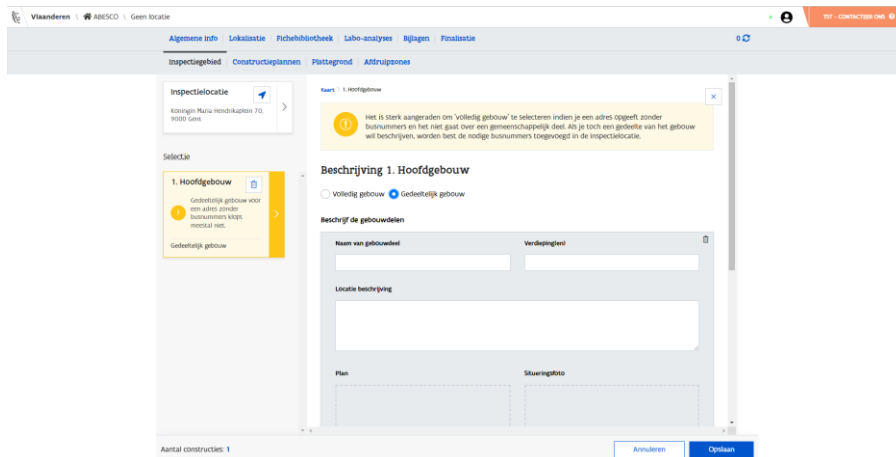 Vlaanderen \ ABESCO \ Geen locatie
TST - CONTACTEER ONS
Algemene info Lokalisatie Fichebibliotheek Labo-analyses Bijlagen Finalisatie 0
Inspectiegebied Constructieplannen Plattegrond Afdruipzones
Inspectielocatie
Koningin Maria Hendrikaplein 70,
9000 Gent
Selectie
1. Hoofdgebouw
Gedeeltelijk gebouw voor
een adres zonder
busnummers klopt
meestal niet.
Gedeeltelijk gebouw
Kaart > 1. Hoofdgebouw
Het is sterk aangeraden om 'volledig gebouw' te selecteren indien je een adres opgeeft zonder
busnummers en het niet gaat over een gemeenschappelijk deel. Als je toch een gedeelte van het gebouw
wil beschrijven, worden best de nodige busnummers toegevoegd in de inspectielocatie.
Beschrijving 1. Hoofdgebouw
Volledig gebouw Gedeeltelijk gebouw
Beschrijf de gebouwdelen
Naam van gebouwdeel Verdieping(en)
Locatie beschrijving
Plan Situeringsfoto
Aantal constructies: 1
Annuleren Opslaan